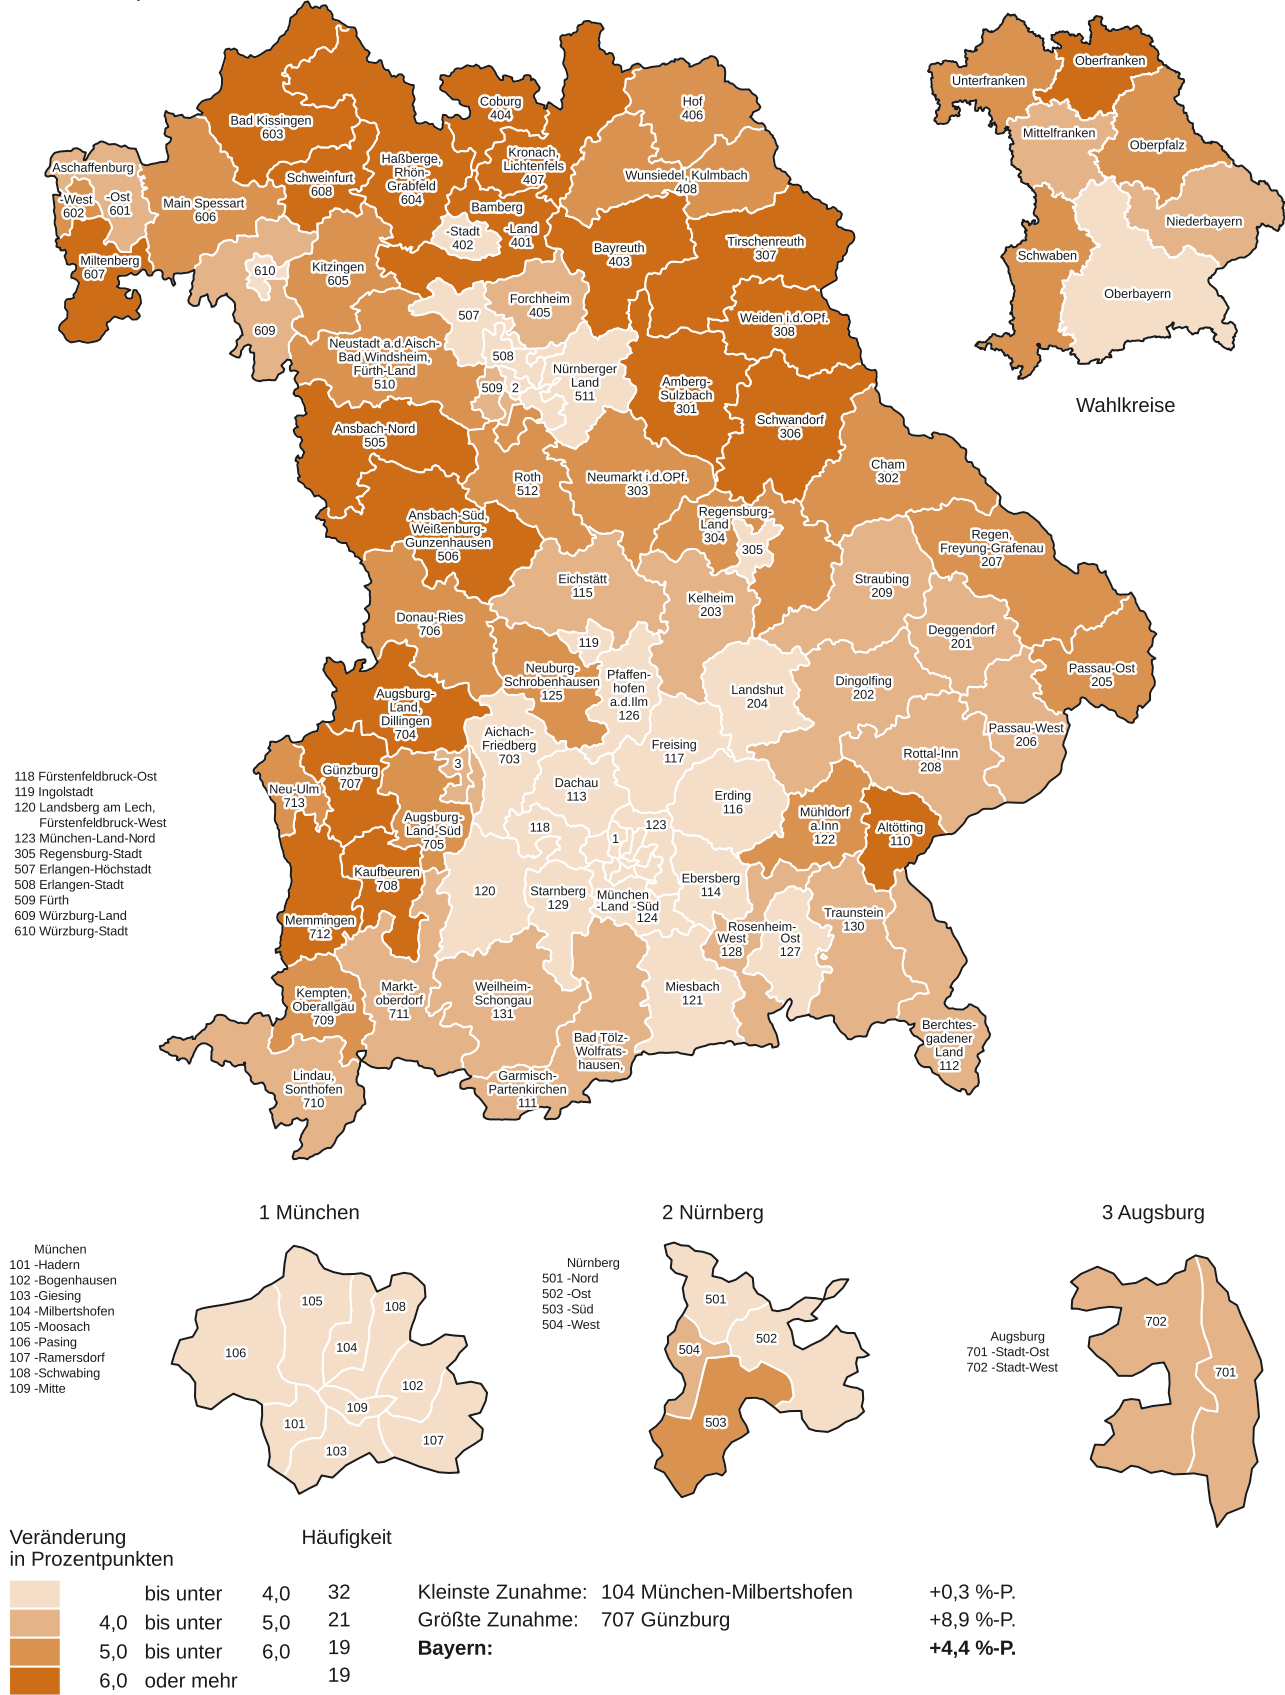 Bad Kissingen
603
Coburg
404
Hof
406
Aschaffenburg
-West
602
-Ost
601
Schweinfurt
608
Haßberge,
Rhön-
Grabfeld
604
Kronach,
Lichtenfels
407
Wunsiedel, Kulmbach
408
Main Spessart
606
Bamberg
-Stadt
402
-Land
401
Bayreuth
403
Tirschenreuth
307
Miltenberg
607
610
Kitzingen
605
609
507
Forchheim
405
Weiden i.d.OPf.
308
Neustadt a.d.Aisch-
Bad Windsheim,
Fürth-Land
510
508
509
2
Nürnberger
Land
511
Amberg-
Sulzbach
301
Schwandorf
306
Ansbach-Nord
505
Roth
512
Neumarkt i.d.OPf.
303
Cham
302
Ansbach-Süd,
Weißenburg-
Gunzenhausen
506
Regensburg-
Land
304
305
Regen,
Freyung-Grafenau
207
Eichstätt
115
Kelheim
203
Straubing
209
Donau-Ries
706
119
Deggendorf
201
Neuburg-
Schrobenhausen
125
Pfaffen-
hofen
a.d.Ilm
126
Landshut
204
Dingolfing
202
Passau-Ost
205
Augsburg-
Land,
Dillingen
704
Aichach-
Friedberg
703
Freising
117
Rottal-Inn
208
Passau-West
206
Günzburg
707
3
Neu-Ulm
713
Dachau
113
Erding
116
Augsburg-
Land-Süd
705
118
1
123
Mühldorf
a.Inn
122
Altötting
110
Kaufbeuren
708
120
Starnberg
129
München
-Land -Süd
124
Ebersberg
114
Memmingen
712
Rosenheim-
West
128
Ost
127
Traunstein
130
Kempten,
Oberallgäu
709
Markt-
oberdorf
711
Weilheim-
Schongau
131
Miesbach
121
Bad Tölz-
Wolfrats-
hausen,
Garmisch-
Partenkirchen
111
Berchtes-
gadener
Land
112
Lindau,
Sonthofen
710
Unterfranken
Oberfranken
Mittelfranken
Oberpfalz
Niederbayern
Schwaben
Oberbayern
Wahlkreise
118 Fürstenfeldbruck-Ost
119 Ingolstadt
120 Landsberg am Lech,
Fürstenfeldbruck-West
123 München-Land-Nord
305 Regensburg-Stadt
507 Erlangen-Höchstadt
508 Erlangen-Stadt
509 Fürth
609 Würzburg-Land
610 Würzburg-Stadt
1 München
München
101 -Hadern
102 -Bogenhausen
103 -Giesing
104 -Milbertshofen
105 -Moosach
106 -Pasing
107 -Ramersdorf
108 -Schwabing
109 -Mitte
105
108
106
104
102
109
101
103
107
2 Nürnberg
Nürnberg
501 -Nord
502 -Ost
503 -Süd
504 -West
501
502
504
503
3 Augsburg
Augsburg
701 -Stadt-Ost
702 -Stadt-West
702
701
Veränderung
in Prozentpunkten
Häufigkeit
bis unter 4,0 32
4,0 bis unter 5,0 21
5,0 bis unter 6,0 19
6,0 oder mehr 19
Kleinste Zunahme: 104 München-Milbertshofen +0,3 %-P.
Größte Zunahme: 707 Günzburg +8,9 %-P.
Bayern: +4,4 %-P.